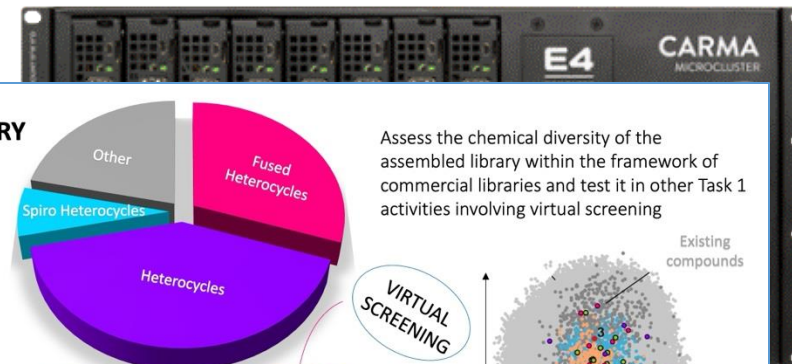 E4
CARMA
MICROCLUSTER
RY
Other
Fused
Heterocycles
Spiro Heterocycles
Heterocycles
Assess the chemical diversity of the
assembled library within the framework of
commercial libraries and test it in other Task 1
activities involving virtual screening
Existing
compounds
VIRTUAL
SCREENING
3